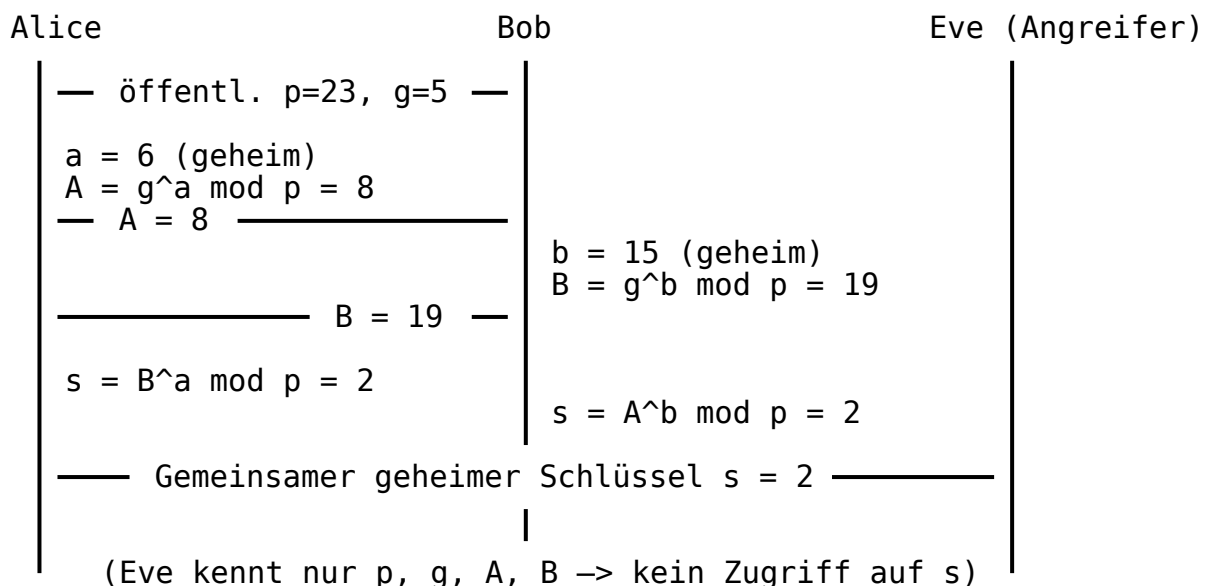 Alice Bob Eve (Angreifer)
öffentl. p=23, g=5
a = 6 (geheim)
A = g^a mod p = 8
A = 8
b = 15 (geheim)
B = g^b mod p = 19
B = 19
s = B^a mod p = 2
s = A^b mod p = 2
Gemeinsamer geheimer Schlüssel s = 2
(Eve kennt nur p, g, A, B —> kein Zugriff auf s)